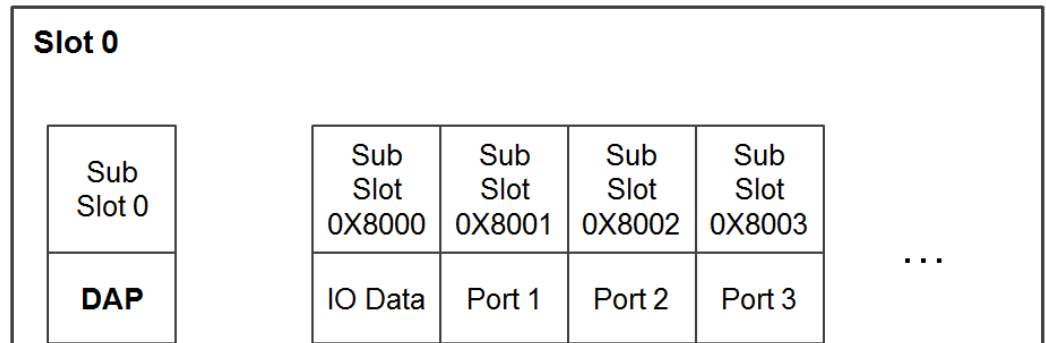 Slot 0
Sub
Slot 0
DAP
Sub
Slot
0X8000
IO Data
Sub
Slot
0X8001
Port 1
Sub
Slot
0X8002
Port 2
Sub
Slot
0X8003
Port 3
...